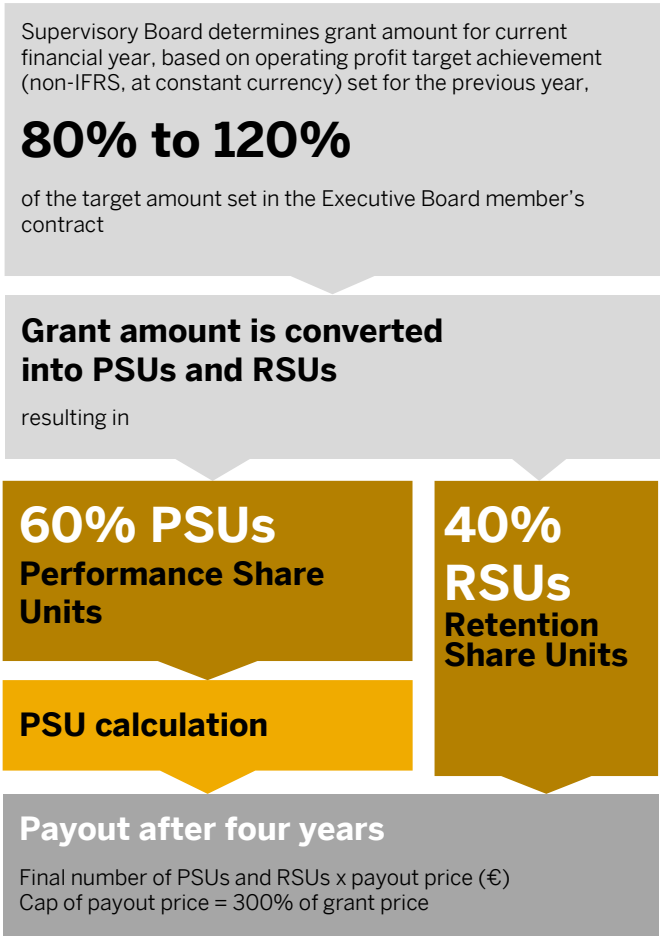 Supervisory Board determines grant amount for current
financial year, based on operating profit target achievement
(non-IFRS, at constant currency) set for the previous year,
80% to 120%
of the target amount set in the Executive Board member’s
contract
Grant amount is converted
into PSUs and RSUs
resulting in
60% PSUs
Performance Share
Units
40%
RSUs
Retention
Share Units
PSU calculation
Payout after four years
Final number of PSUs and RSUs x payout price (€)
Cap of payout price = 300% of grant price